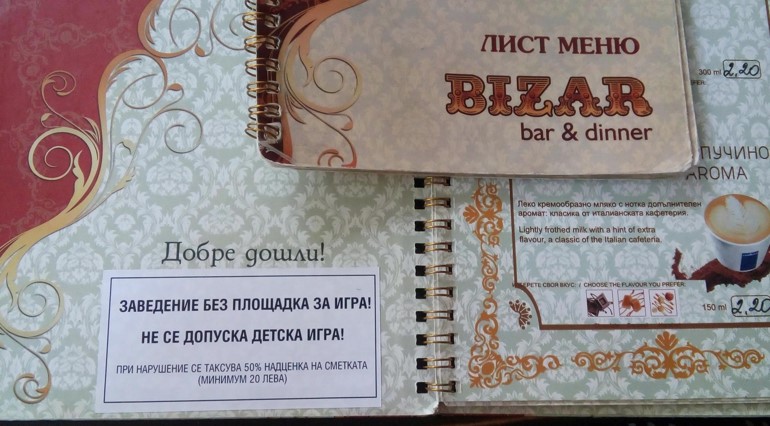 ЛИСТ МЕНЮ
BIZAR
bar & dinner
Добре дошли!
ЗАВЕДЕНИЕ БЕЗ ПЛОЩАДКА ЗА ИГРА!
НЕ СЕ ДОПУСКА ДЕТСКА ИГРА!
ПРИ НАРУШЕНИЕ СЕ ТАКСУВА 50% НАДЦЕНКА НА СМЕТКАТА
(МИНИМУМ 20 ЛЕВА)
300 ml 2,20
ПУЧИНО
AROMA
Леко кремообразно мляко с нотка допълнителен
аромат: класика от италианската кафетерия.
Lightly frothed milk with a hint of extra
flavour, a classic of the Italian cafeteria.
БЕРЕТЕ СВОЯ ВКУС: CHOOSE THE FLAVOUR YOU PREFER:
150 ml 2,20